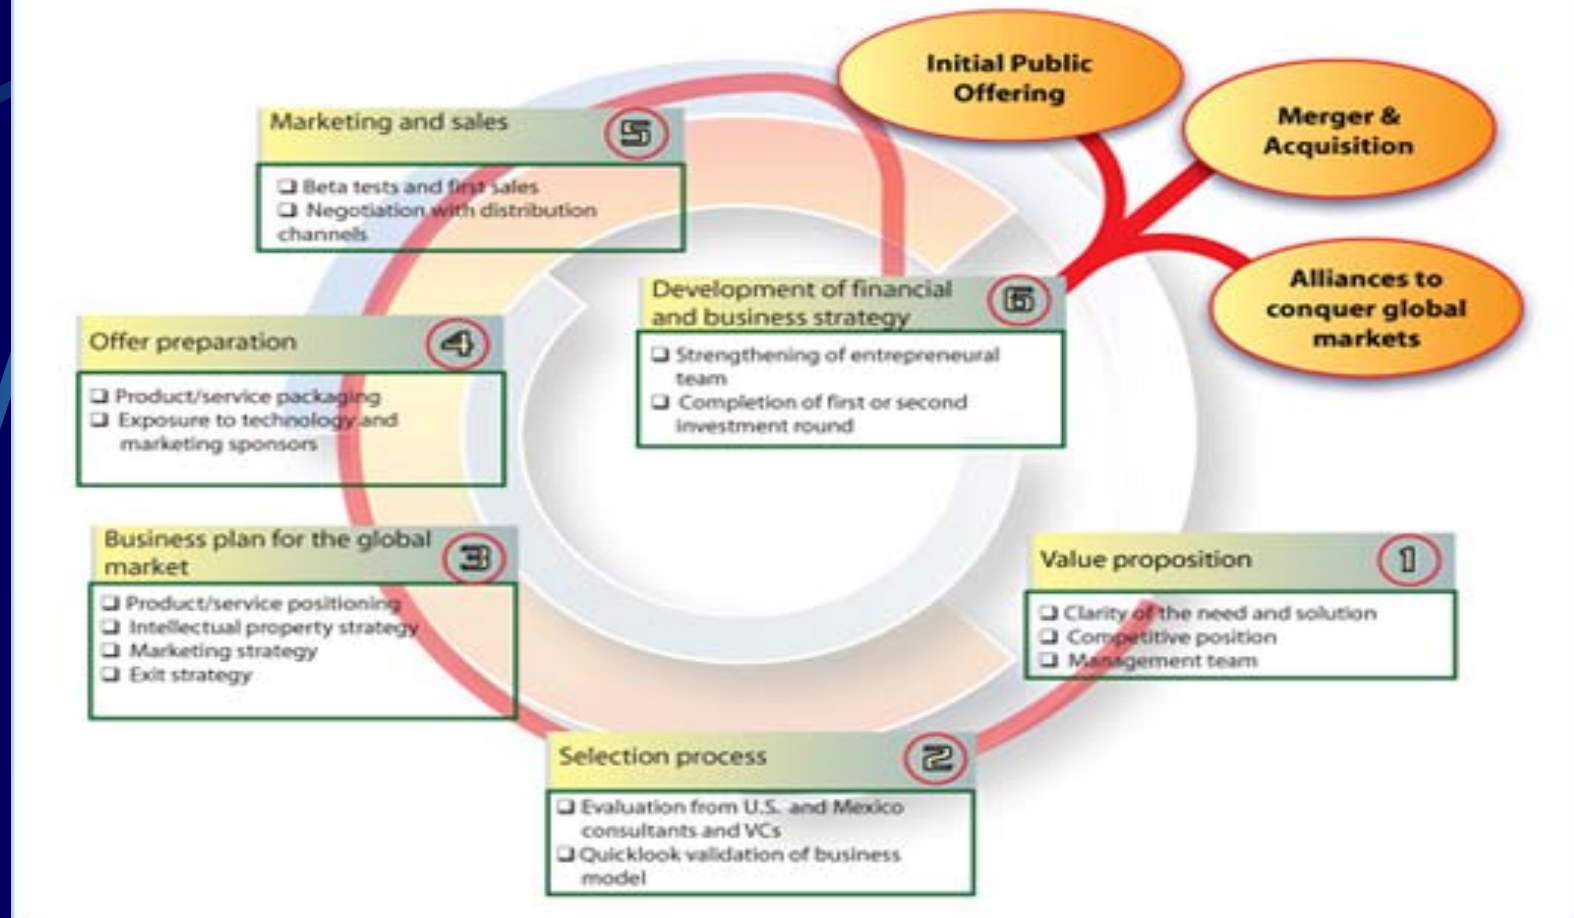 Initial Public
Offering
Merger &
Acquisition
Alliances to
conquer global
markets
Marketing and sales
5
❑ Beta tests and first sales
❑ Negotiation with distribution
channels
Development of financial
and business strategy
6
❑ Strengthening of entrepreneural
team
❑ Completion of first or second
investment round
Offer preparation
4
❑ Product/service packaging
❑ Exposure to technology and
marketing sponsors
Business plan for the global
market
3
❑ Product/service positioning
❑ Intellectual property strategy
❑ Marketing strategy
❑ Exit strategy
Value proposition
1
❑ Clarity of the need and solution
❑ Competitive position
❑ Management team
Selection process
2
❑ Evaluation from U.S. and Mexico
consultants and VCs
❑ Quicklook validation of business
model